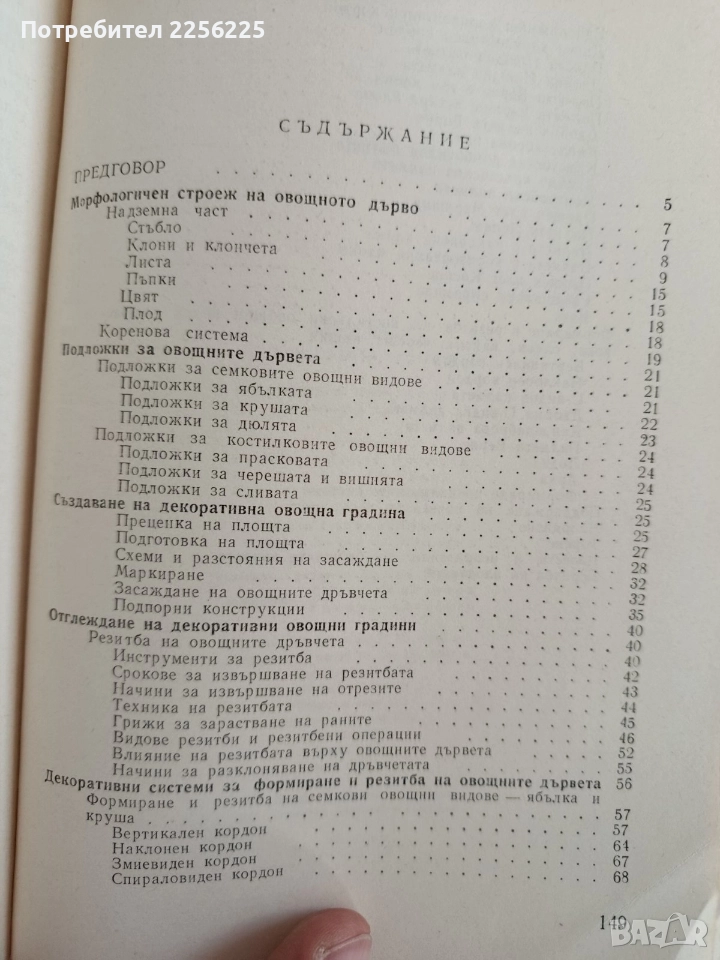 Потребител 2256225
СЪДЪРЖАНИЕ
ПРЕДГОВОР . . . 5
Морфологичен строеж на овощното дърво . . . 7
Надземна част . . . 7
Стъбло . . . 8
Клони и клончета . . . 9
Листа . . . 15
Пъпки . . . 15
Цвят . . . 18
Плод . . . 18
Коренова система . . . 19
Подложки за овощните дървета . . . 21
Подложки за семковите овощни видове . . . 21
Подложки за ябълката . . . 21
Подложки за крушата . . . 22
Подложки за дюлята . . . 23
Подложки за костилковите овощни видове . . . 24
Подложки за прасковата . . . 24
Подложки за черешата и вишията . . . 24
Подложки за сливата . . . 25
Създаване на декоративна овощна градина . . . 25
Преценка на площта . . . 25
Подготовка на площта . . . 27
Схеми и разстояния на засаждане . . . 28
Маркиране . . . 32
Засаждане на овощните дръвчета . . . 32
Подпорни конструкции . . . 35
Отглеждане на декоративни овощни градини . . . 40
Резитба на овощните дръвчета . . . 40
Инструменти за резитба . . . 40
Срокове за извършване на резитбата . . . 42
Начини за извършване на отрезите . . . 43
Техника на резитбата . . . 44
Грижи за зарастване на раните . . . 45
Видове резитби и резитбени операции . . . 46
Влияние на резитбата върху овощните дървета . . . 52
Начини за разклоняване на дръвчетата . . . 55
Декоративни системи за формиране и резитба на овощните дървета 56
Формиране и резитба на семкови овощни видове — ябълка и
круша . . . 57
Вертикален кордон . . . 57
Наклонен кордон . . . 64
Змиевиден кордон . . . 67
Спираловиден кордон . . . 68
149
BAZAR